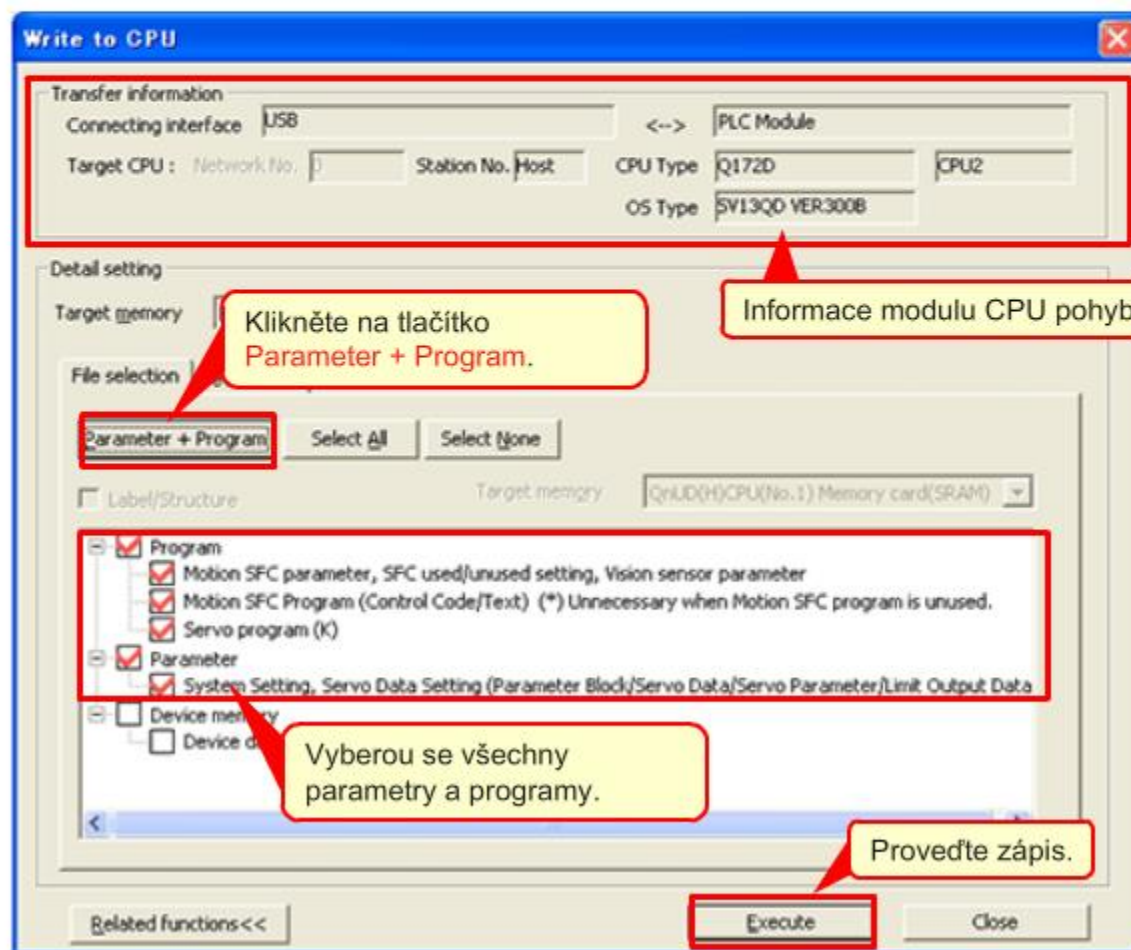 Write to CPU
Transfer information
Connecting interface USB <--> PLC Module
Target CPU : Network No. 0 Station No. Host CPU Type Q172D CPU2
OS Type SV13QD VER300B
Detail setting
Informace modulu CPU pohyb
Target memory
Klikněte na tlačítko
Parameter + Program.
File selection
Parameter + Program Select All Select None
Label/Structure Target memory QnUD(H)CPU(No.1) Memory card(SRAM)
Program
Motion SFC parameter, SFC used/unused setting, Vision sensor parameter
Motion SFC Program (Control Code/Text) (*) Unnecessary when Motion SFC program is unused.
Servo program (K)
Parameter
System Setting, Servo Data Setting (Parameter Block/Servo Data/Servo Parameter/Limit Output Data
Device memory
Device
Vyberou se všechny
parametry a programy.
Proveďte zápis.
Related functions<< Execute Close